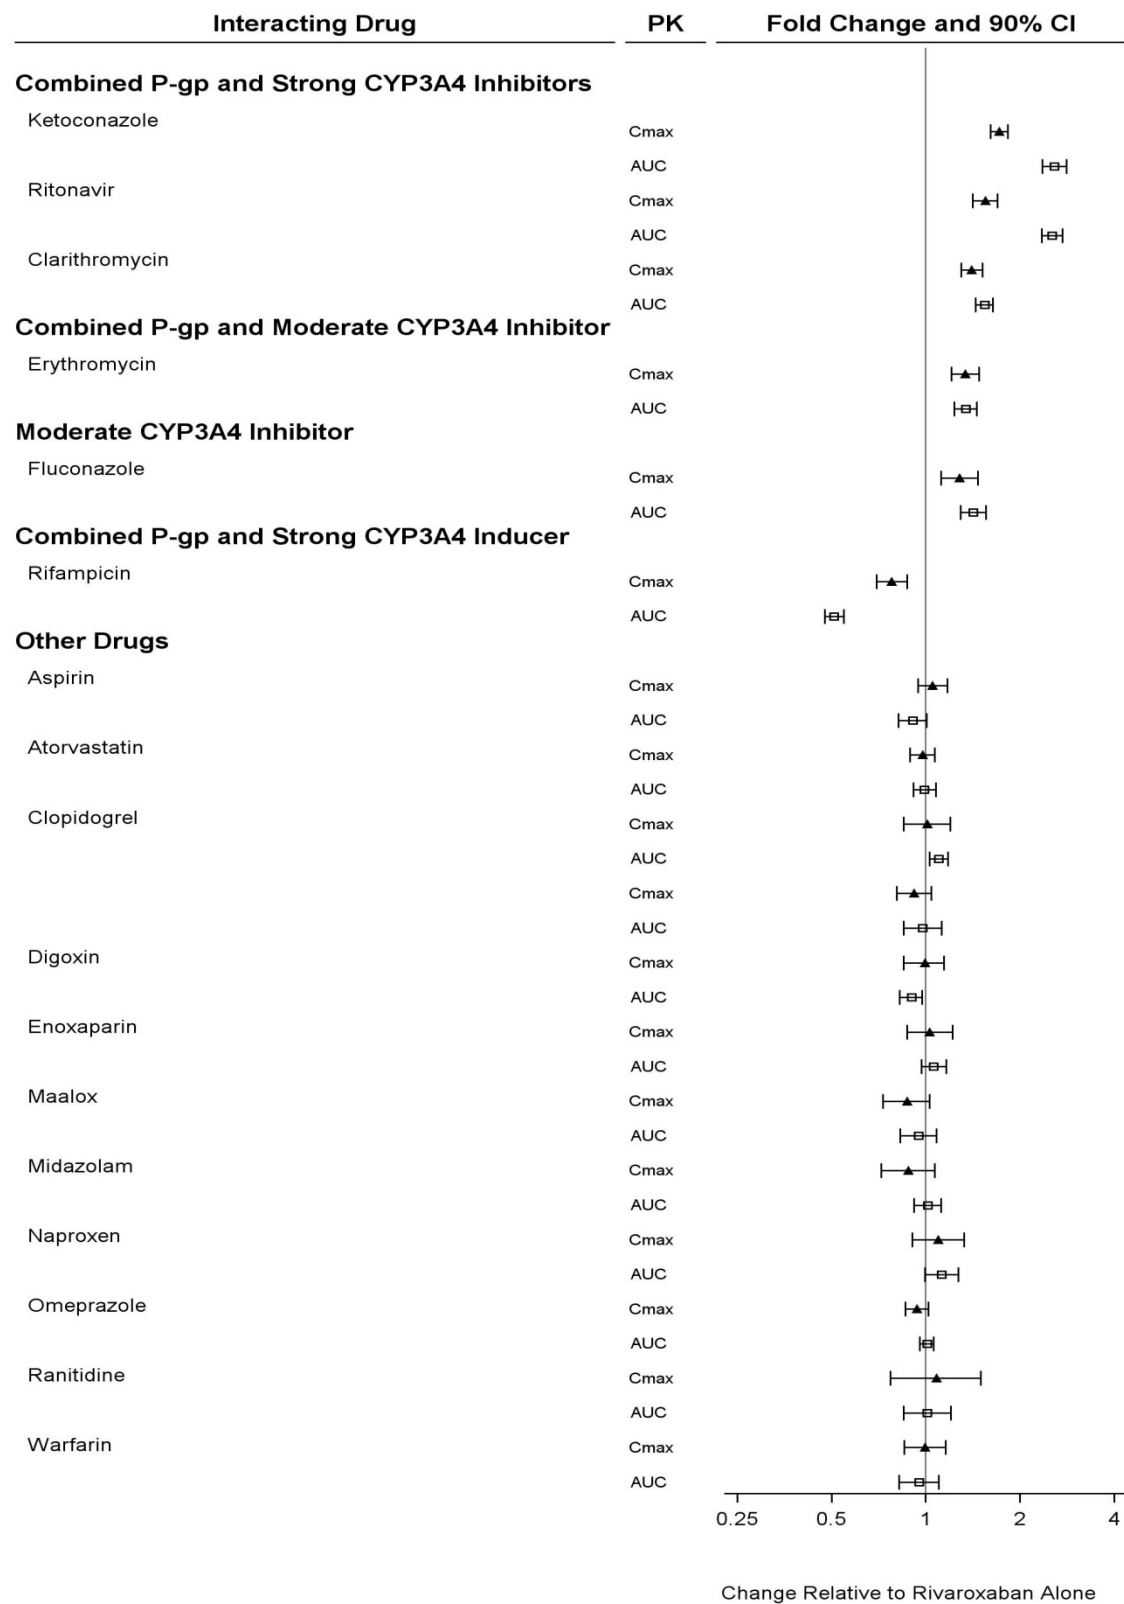 Interacting Drug PK Fold Change and 90% CI
Combined P-gp and Strong CYP3A4 Inhibitors
Ketoconazole
Cmax
AUC
Ritonavir
Cmax
AUC
Clarithromycin
Cmax
AUC
Combined P-gp and Moderate CYP3A4 Inhibitor
Erythromycin
Cmax
AUC
Moderate CYP3A4 Inhibitor
Fluconazole
Cmax
AUC
Combined P-gp and Strong CYP3A4 Inducer
Rifampicin
Cmax
AUC
Other Drugs
Aspirin
Cmax
AUC
Atorvastatin
Cmax
AUC
Clopidogrel
Cmax
AUC
Cmax
AUC
Digoxin
Cmax
AUC
Enoxaparin
Cmax
AUC
Maalox
Cmax
AUC
Midazolam
Cmax
AUC
Naproxen
Cmax
AUC
Omeprazole
Cmax
AUC
Ranitidine
Cmax
AUC
Warfarin
Cmax
AUC
0.25 0.5 1 2 4
Change Relative to Rivaroxaban Alone